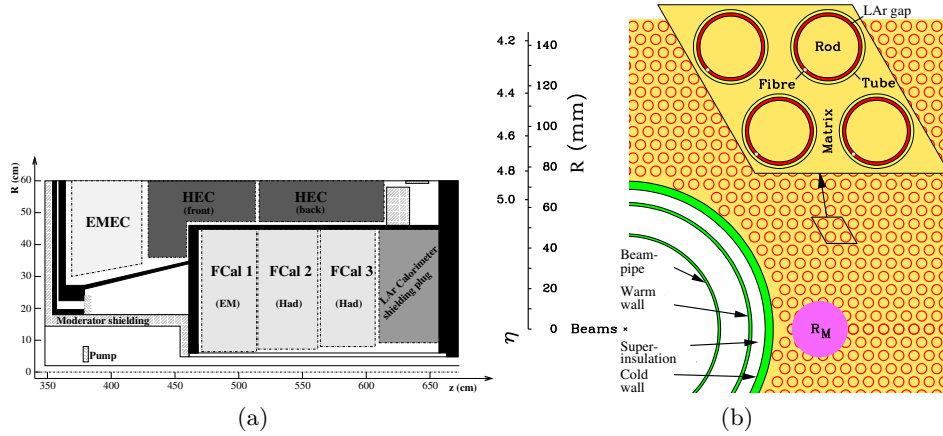 R (cm)
60
50
40
30
20
10
0
350
400
450
500
550
600
650
z (cm)
EMEC
HEC
(front)
HEC
(back)
FCal 1
(EM)
FCal 2
(Had)
FCal 3
(Had)
LAr Calorimeter
shielding plug
Moderator shielding
Pump
(a)
η
4.2
4.4
4.6
4.8
5.0
R (mm)
140
120
100
80
60
40
20
0
LAr gap
Rod
Fibre
Tube
Matrix
Beam-
pipe
Warm
wall
Beams
Super-
insulation
Cold
wall
R_M
(b)